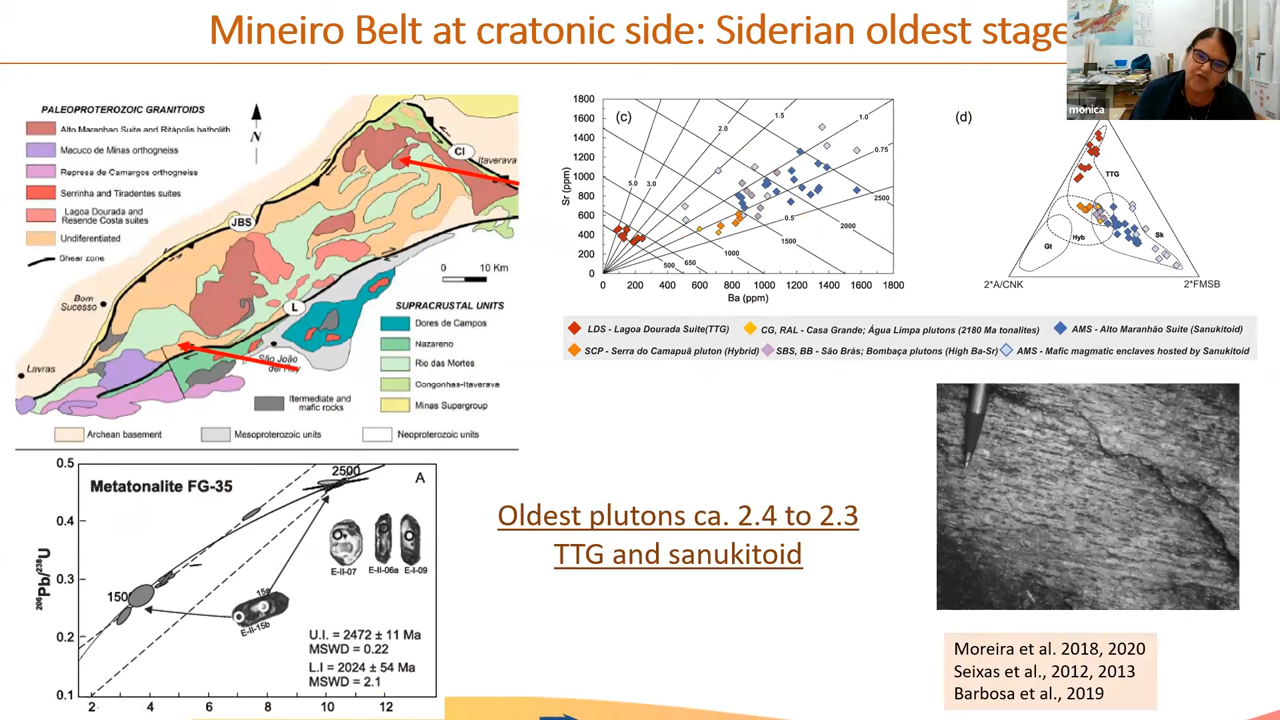 Mineiro Belt at cratonic side: Siderian oldest stage
monica
PALEOPROTEROZOIC GRANITOIDS
Alto Maranhao Suite and Ritápolis batholith
Macuco de Minas orthogneiss
Represa de Camargos orthogneiss
Serrinha and Tiradentes suites
Lagoa Dourada and
Resende Costa suites
Undifferentiated
Shear zone
N
CI
Itaverava
JBS
0 10 Km
Bom
Sucesso
L
SUPRACRUSTAL UNITS
Dores de Campos
Nazareno
Rio das Mortes
Congonhas-Itaverava
Minas Supergroup
São João
del Rey
Lavras
Itermediate and
mafic rocks
Archean basement
Mesoproterozoic units
Neoproterozoic units
(c)
1800
1600
1400
1200
1000
800
600
400
200
0
Sr (ppm)
5.0 3.0 2.0 1.5 1.0
0.75
0.5
2500
2000
1500
1000
650
500
0 200 400 600 800 1000 1200 1400 1600 1800
Ba (ppm)
(d)
TTG
Gt
Hyb
Sk
2*A/CNK
2*FMSB
LDS - Lagoa Dourada Suite(TTG)
CG, RAL - Casa Grande; Água Limpa plutons (2180 Ma tonalites)
AMS - Alto Maranhão Suite (Sanukitoid)
SCP - Serra do Camapuã pluton (Hybrid)
SBS, BB - São Brás; Bombaça plutons (High Ba-Sr)
AMS - Mafic magmatic enclaves hosted by Sanukitoid
0.5
0.4
0.3
0.2
0.1
206Pb/238U
Metatonalite FG-35
2500
A
E-II-07
E-II-06a
E-I-09
150
15a
E-II-15b
U.I. = 2472 ± 11 Ma
MSWD = 0.22
L.I = 2024 ± 54 Ma
MSWD = 2.1
2 4 6 8 10 12
Oldest plutons ca. 2.4 to 2.3
TTG and sanukitoid
Moreira et al. 2018, 2020
Seixas et al., 2012, 2013
Barbosa et al., 2019